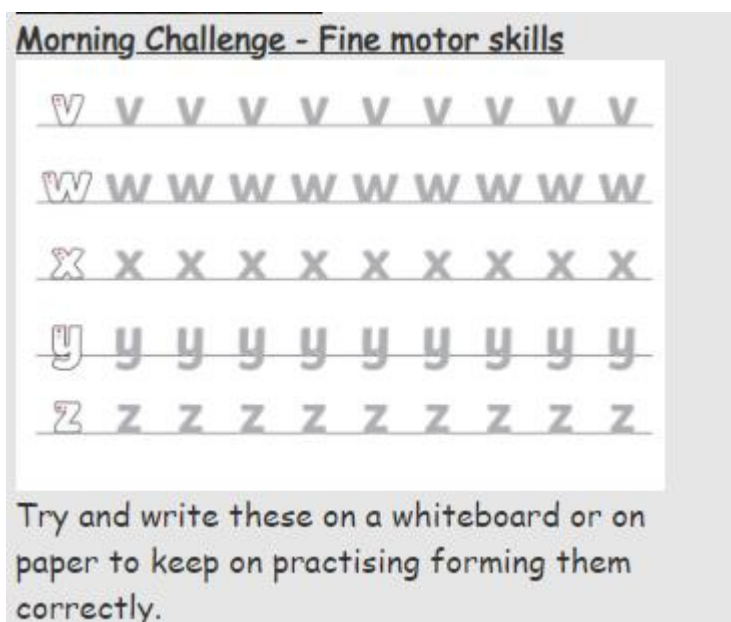 Morning Challenge - Fine motor skills
v v v v v v v v v v
w w w w w w w w w w
x x x x x x x x x x
y y y y y y y y y y
z z z z z z z z z z
Try and write these on a whiteboard or on
paper to keep on practising forming them
correctly.